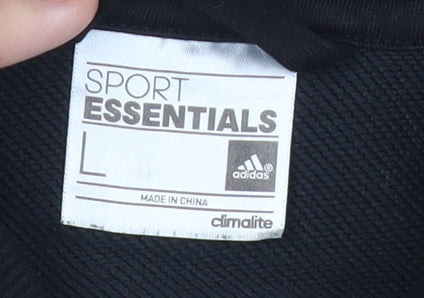 SPORT
ESSENTIALS
L
adidas®
MADE IN CHINA
climalite